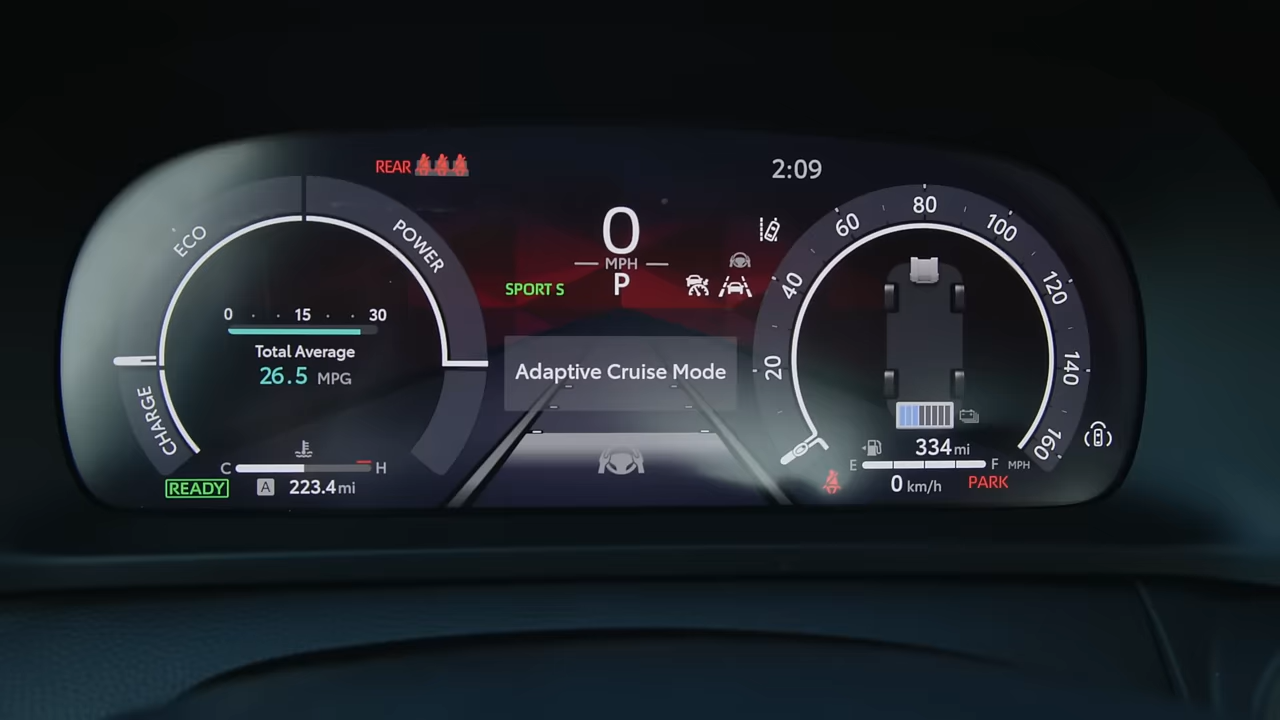 REAR
2:09
0
MPH
P
SPORT S
ECO
POWER
CHARGE
0 15 30
Total Average
26.5 MPG
C H
READY
A 223.4 mi
Adaptive Cruise Mode
20
40
60
80
100
120
140
160
MPH
334 mi
E F
0 km/h
PARK